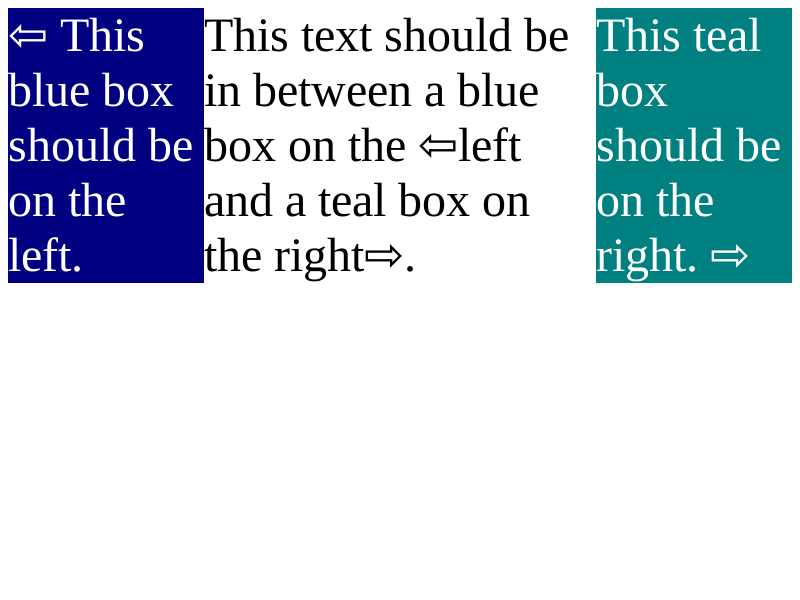 ⇦ This
blue box
should be
on the
left.
This text should be
in between a blue
box on the ⇦left
and a teal box on
the right⇨.
This teal
box
should be
on the
right. ⇨